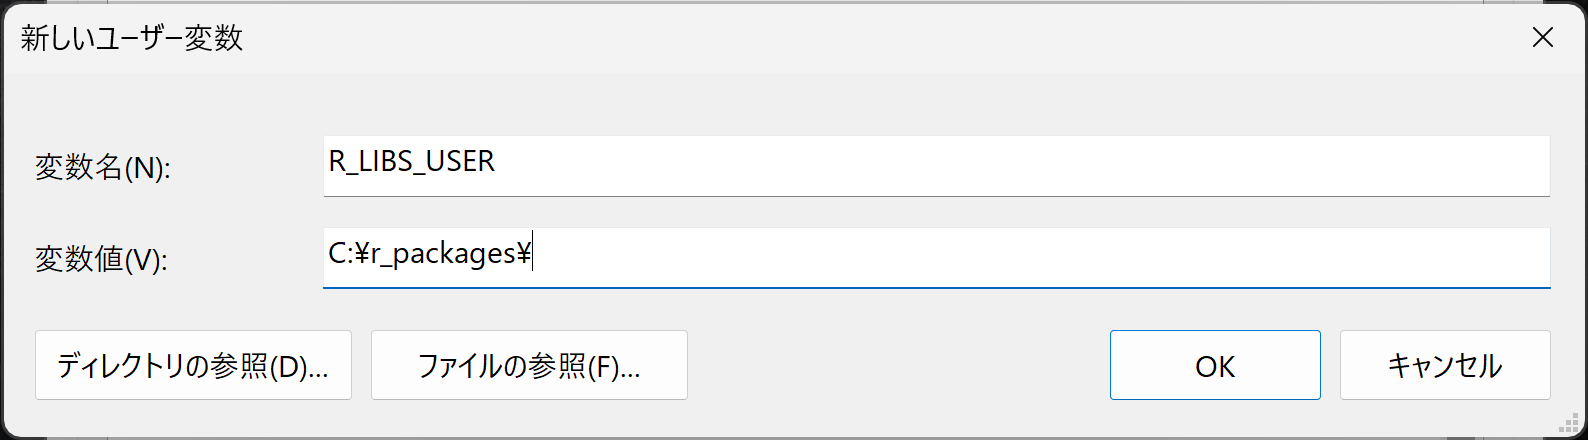 新しいユーザー変数
変数名(N): R_LIBS_USER
変数値(V): C:¥r_packages¥
ディレクトリの参照(D)... ファイルの参照(F)... OK キャンセル